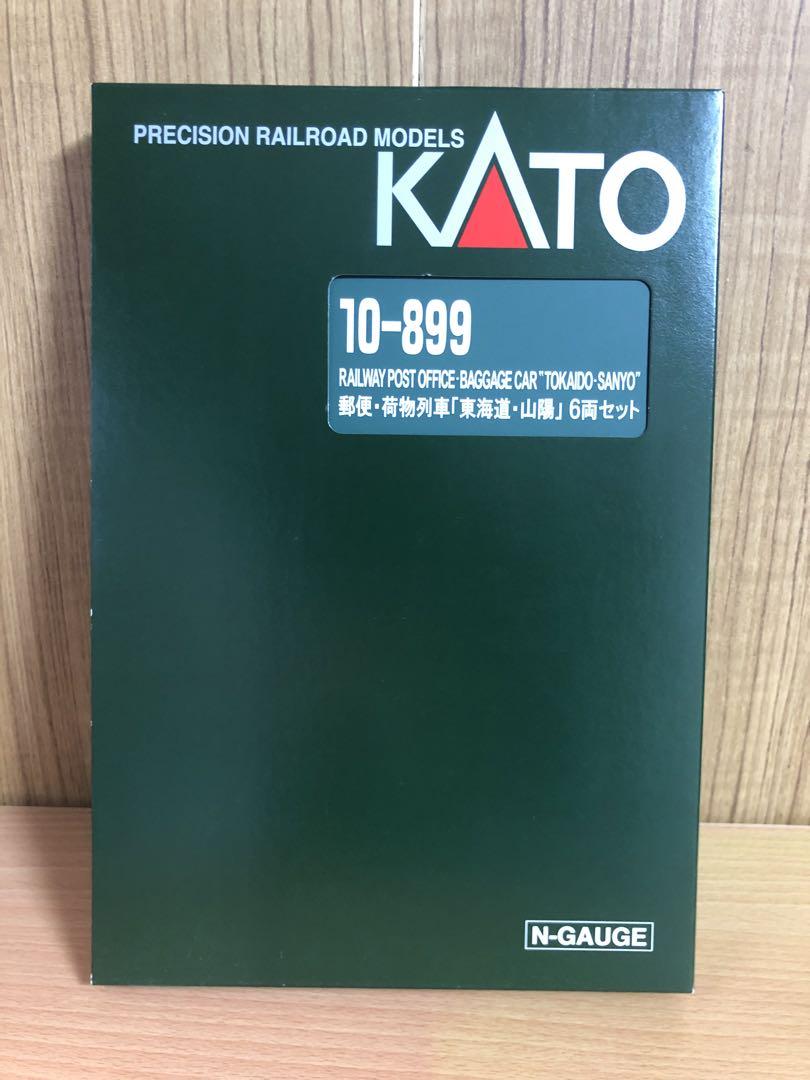 PRECISION RAILROAD MODELS
KATO
10-899
RAILWAY POST OFFICE·BAGGAGE CAR "TOKAIDO·SANYO"
郵便・荷物列車「東海道・山陽」 6両セット
N-GAUGE